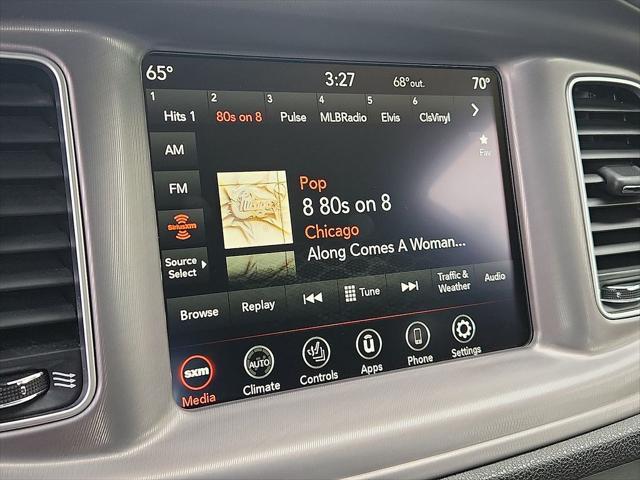 65° 3:27 68° out. 70°
1 2 3 4 5 6
Hits 1 80s on 8 Pulse MLBRadio Elvis ClsVinyl
AM
Fav
FM
Pop
8 80s on 8
SiriusXM
Chicago
Chicago
Along Comes A Woman...
Source
Select
Browse Replay Tune Traffic &
Weather Audio
sxm AUTO ü
Media Climate Controls Apps Phone Settings